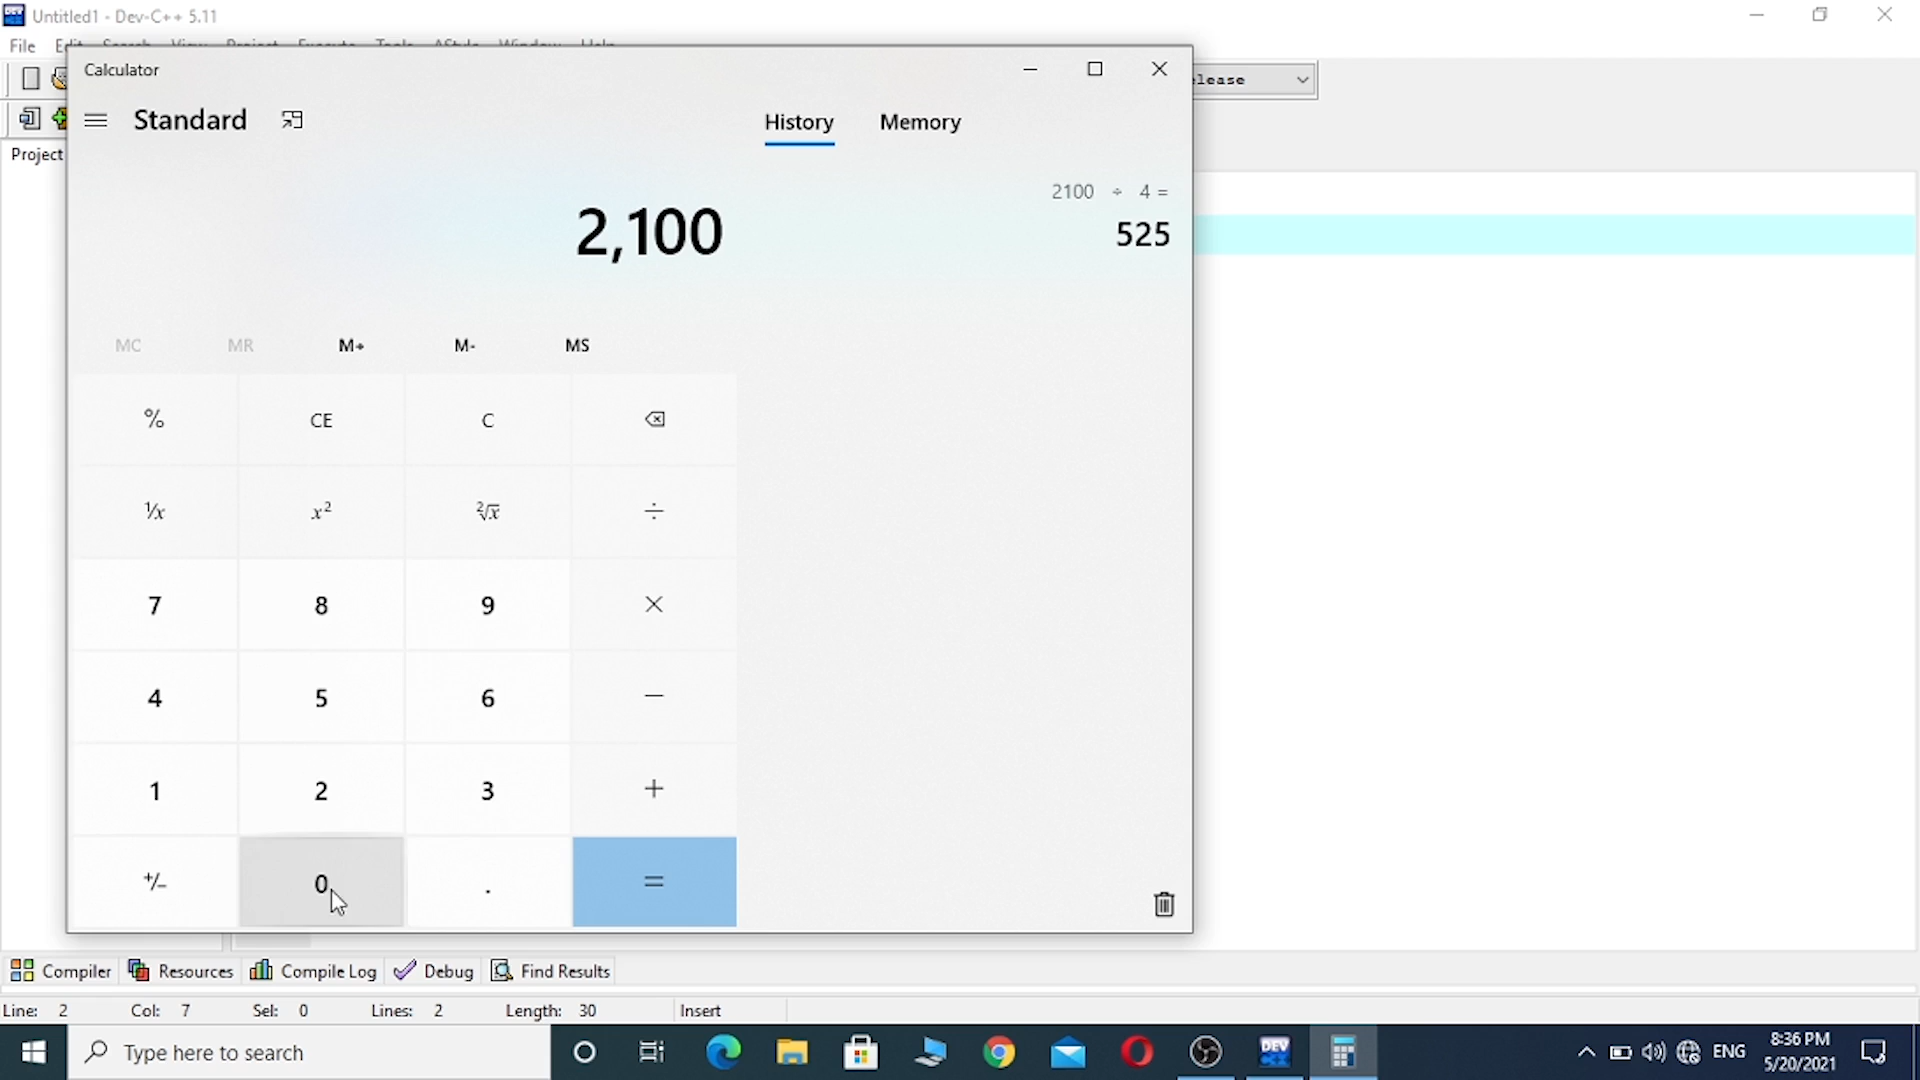 Untitled1 - Dev-C++ 5.11
File
Calculator
Standard
History
Memory
Project
2100 ÷ 4 =
2,100
525
MC MR M+ M- MS
% CE C
⅟x x² ²√x ÷
7 8 9 ×
4 5 6 −
1 2 3 +
+/− 0 . =
Compiler Resources Compile Log Debug Find Results
Line: 2 Col: 7 Sel: 0 Lines: 2 Length: 30 Insert
Type here to search
DEV
ENG
8:36 PM
5/20/2021